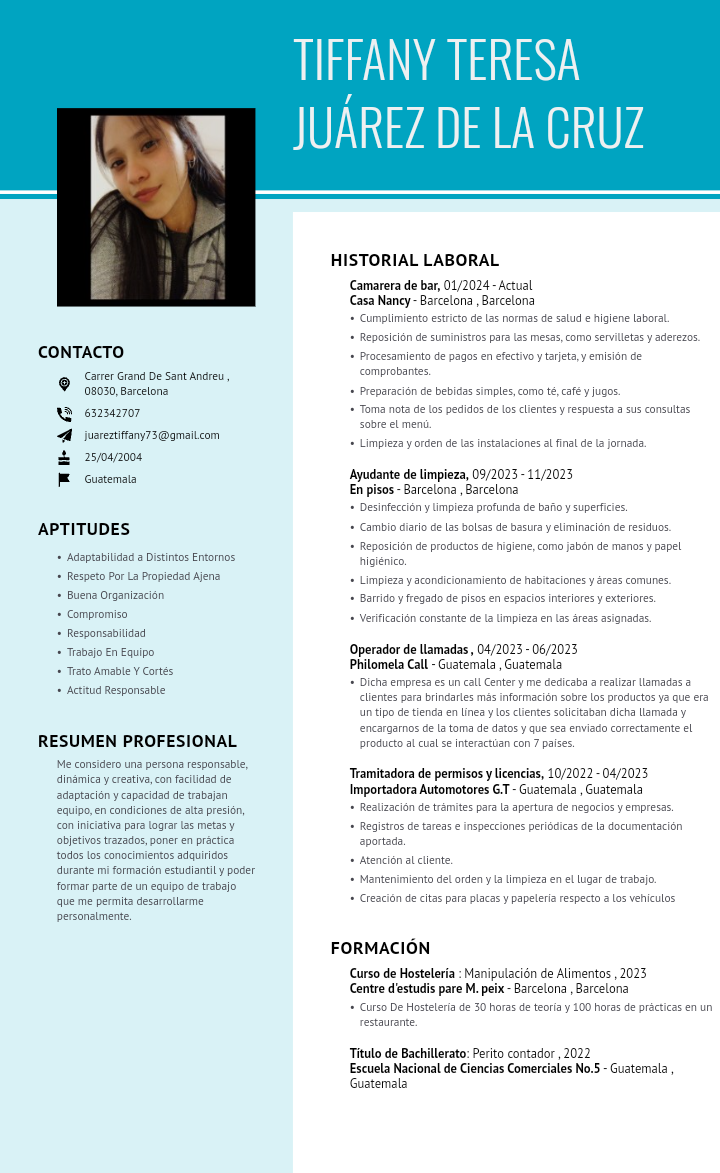 TIFFANY TERESA
JUÁREZ DE LA CRUZ
CONTACTO
Carrer Grand De Sant Andreu ,
08030, Barcelona
632342707
juareztiffany73@gmail.com
25/04/2004
Guatemala
APTITUDES
• Adaptabilidad a Distintos Entornos
• Respeto Por La Propiedad Ajena
• Buena Organización
• Compromiso
• Responsabilidad
• Trabajo En Equipo
• Trato Amable Y Cortés
• Actitud Responsable
RESUMEN PROFESIONAL
Me considero una persona responsable,
dinámica y creativa, con facilidad de
adaptación y capacidad de trabajan
equipo, en condiciones de alta presión,
con iniciativa para lograr las metas y
objetivos trazados, poner en práctica
todos los conocimientos adquiridos
durante mi formación estudiantil y poder
formar parte de un equipo de trabajo
que me permita desarrollarme
personalmente.
HISTORIAL LABORAL
Camarera de bar, 01/2024 - Actual
Casa Nancy - Barcelona , Barcelona
• Cumplimiento estricto de las normas de salud e higiene laboral.
• Reposición de suministros para las mesas, como servilletas y aderezos.
• Procesamiento de pagos en efectivo y tarjeta, y emisión de
comprobantes.
• Preparación de bebidas simples, como té, café y jugos.
• Toma nota de los pedidos de los clientes y respuesta a sus consultas
sobre el menú.
• Limpieza y orden de las instalaciones al final de la jornada.
Ayudante de limpieza, 09/2023 - 11/2023
En pisos - Barcelona , Barcelona
• Desinfección y limpieza profunda de baño y superficies.
• Cambio diario de las bolsas de basura y eliminación de residuos.
• Reposición de productos de higiene, como jabón de manos y papel
higiénico.
• Limpieza y acondicionamiento de habitaciones y áreas comunes.
• Barrido y fregado de pisos en espacios interiores y exteriores.
• Verificación constante de la limpieza en las áreas asignadas.
Operador de llamadas , 04/2023 - 06/2023
Philomela Call - Guatemala , Guatemala
• Dicha empresa es un call Center y me dedicaba a realizar llamadas a
clientes para brindarles más información sobre los productos ya que era
un tipo de tienda en línea y los clientes solicitaban dicha llamada y
encargarnos de la toma de datos y que sea enviado correctamente el
producto al cual se interactúan con 7 países.
Tramitadora de permisos y licencias, 10/2022 - 04/2023
Importadora Automotores G.T - Guatemala , Guatemala
• Realización de trámites para la apertura de negocios y empresas.
• Registros de tareas e inspecciones periódicas de la documentación
aportada.
• Atención al cliente.
• Mantenimiento del orden y la limpieza en el lugar de trabajo.
• Creación de citas para placas y papelería respecto a los vehículos
FORMACIÓN
Curso de Hostelería : Manipulación de Alimentos , 2023
Centre d'estudis pare M. peix - Barcelona , Barcelona
• Curso De Hostelería de 30 horas de teoría y 100 horas de prácticas en un
restaurante.
Título de Bachillerato: Perito contador , 2022
Escuela Nacional de Ciencias Comerciales No.5 - Guatemala ,
Guatemala